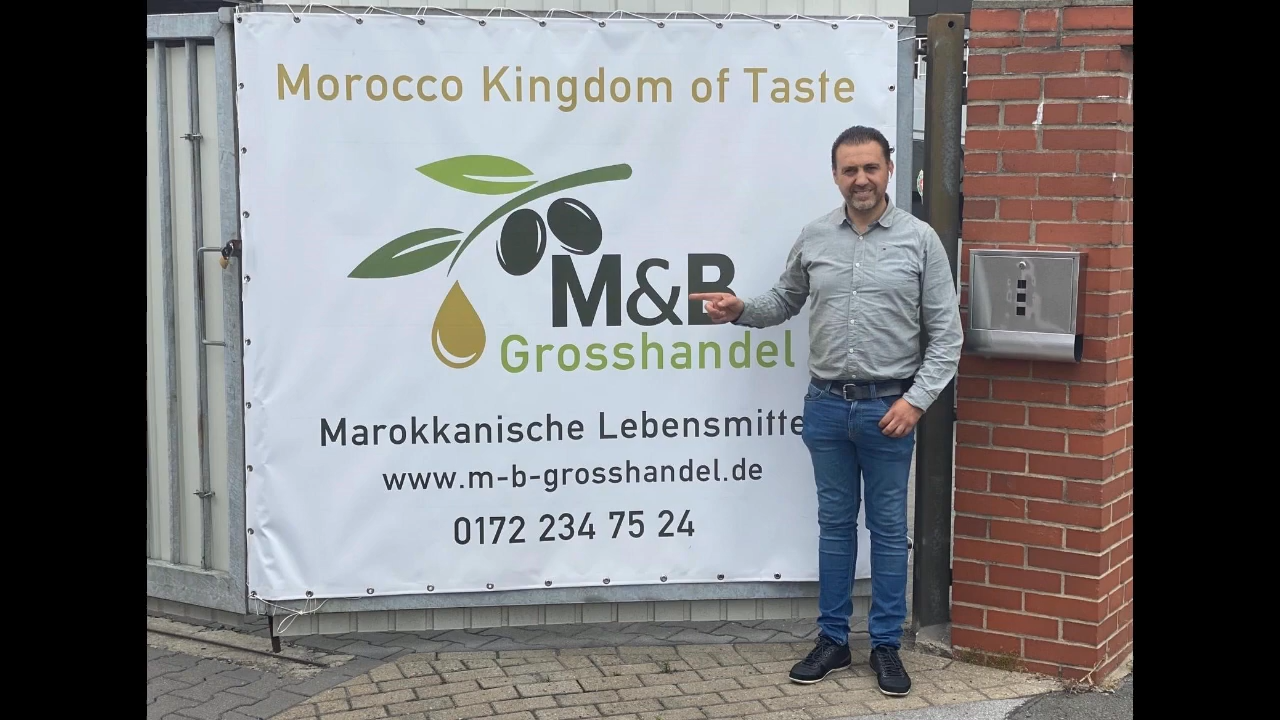 Morocco Kingdom of Taste
M&B
Grosshandel
Marokkanische Lebensmitte
www.m-b-grosshandel.de
0172 234 75 24